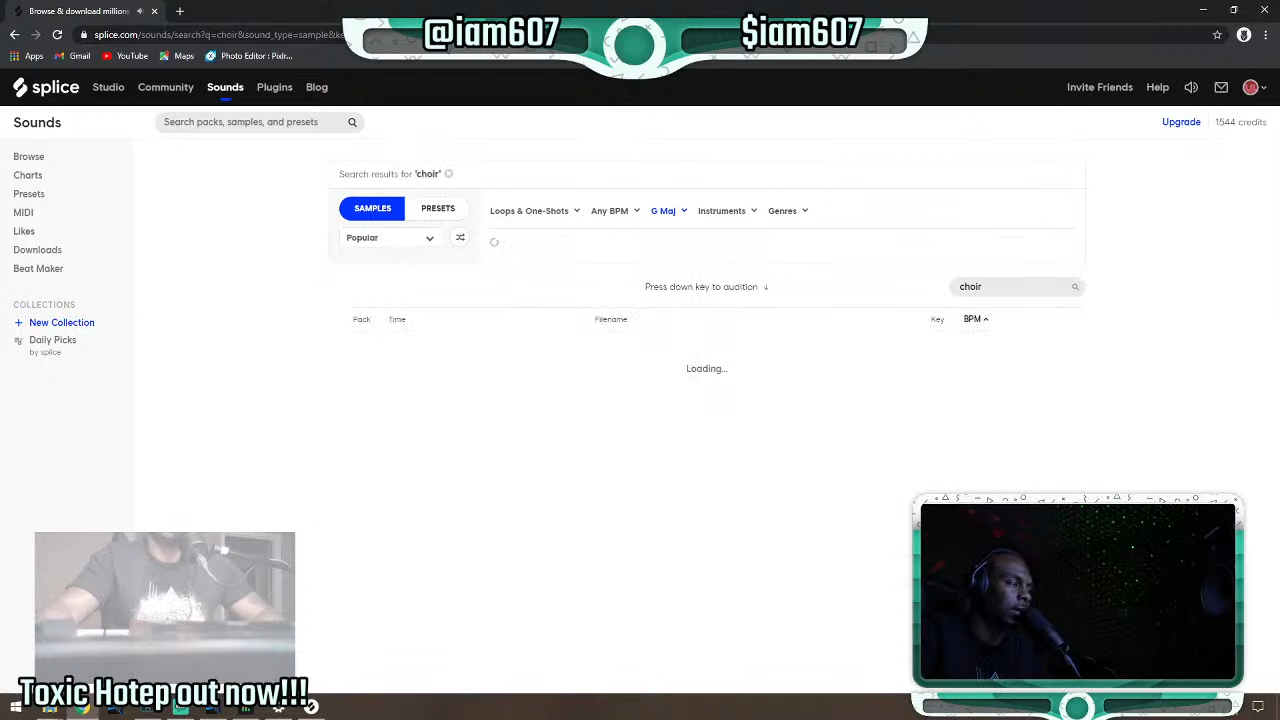 Browse & download million
@iam607
$iam607
splice.com/sounds/search?q=choir&sound_type=sample&ke
Apps
Gmail
YouTube
Maps
Photo Editor : Pixlr...
splice
Studio
Community
Sounds
Plugins
Blog
Invite Friends
Help
Sounds
Search packs, samples, and presets
Upgrade
1544 credits
Browse
Charts
Presets
MIDI
Likes
Downloads
Beat Maker
COLLECTIONS
+ New Collection
Daily Picks
by splice
Search results for 'choir'
SAMPLES
PRESETS
Loops & One-Shots
Any BPM
G Maj
Instruments
Genres
Popular
Press down key to audition ↓
choir
Pack
Time
Filename
Key
BPM
Loading...
Toxic Hotep out now!!!